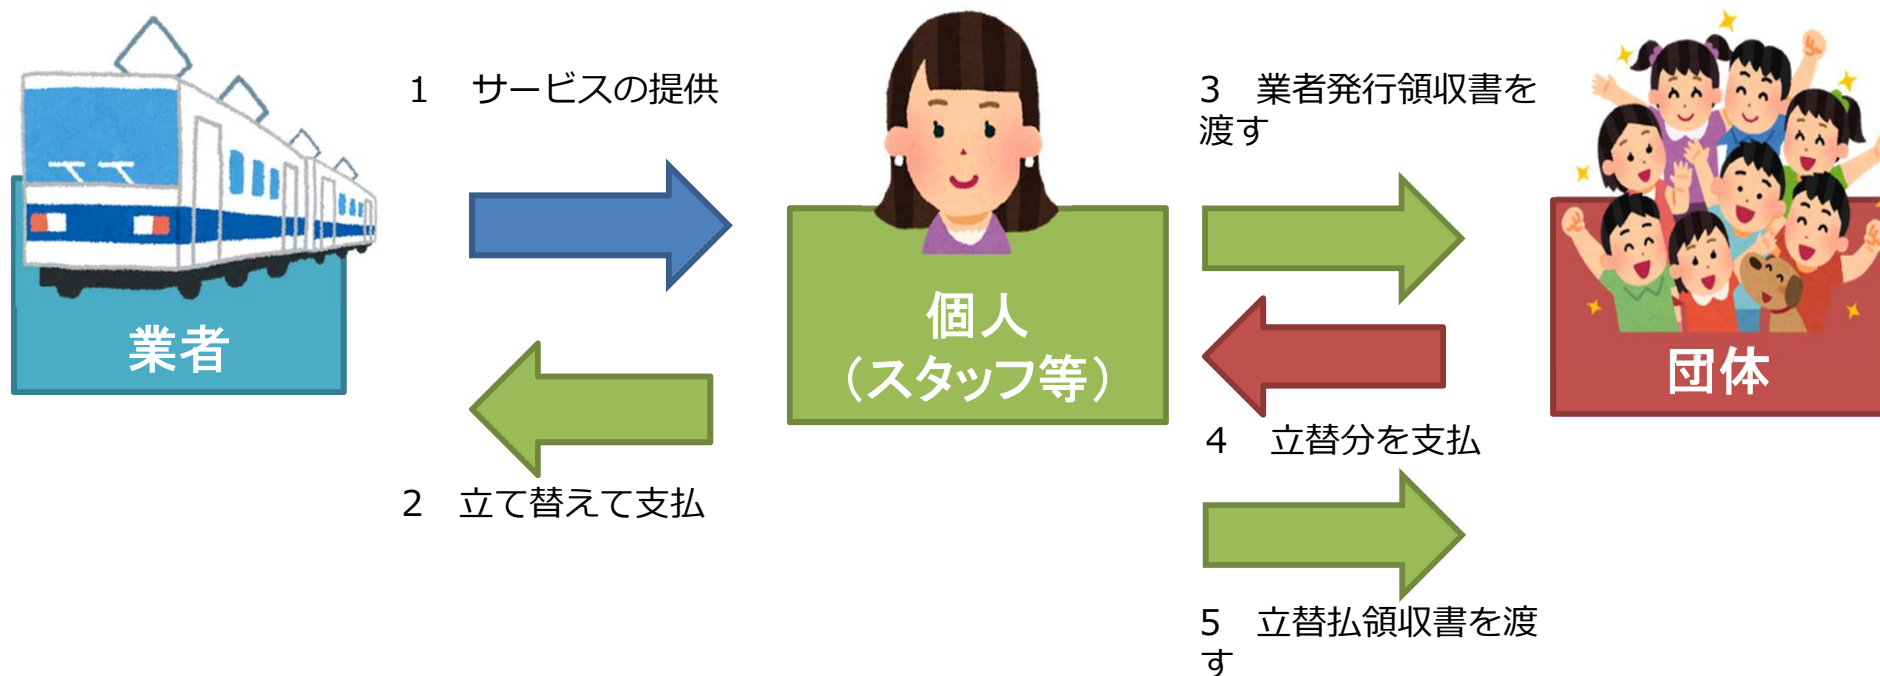 1　サービスの提供
2　立て替えて支払
業者
個人
（スタッフ等）
3　業者発行領収書を
渡す
4　立替分を支払
5　立替払領収書を渡
す
団体